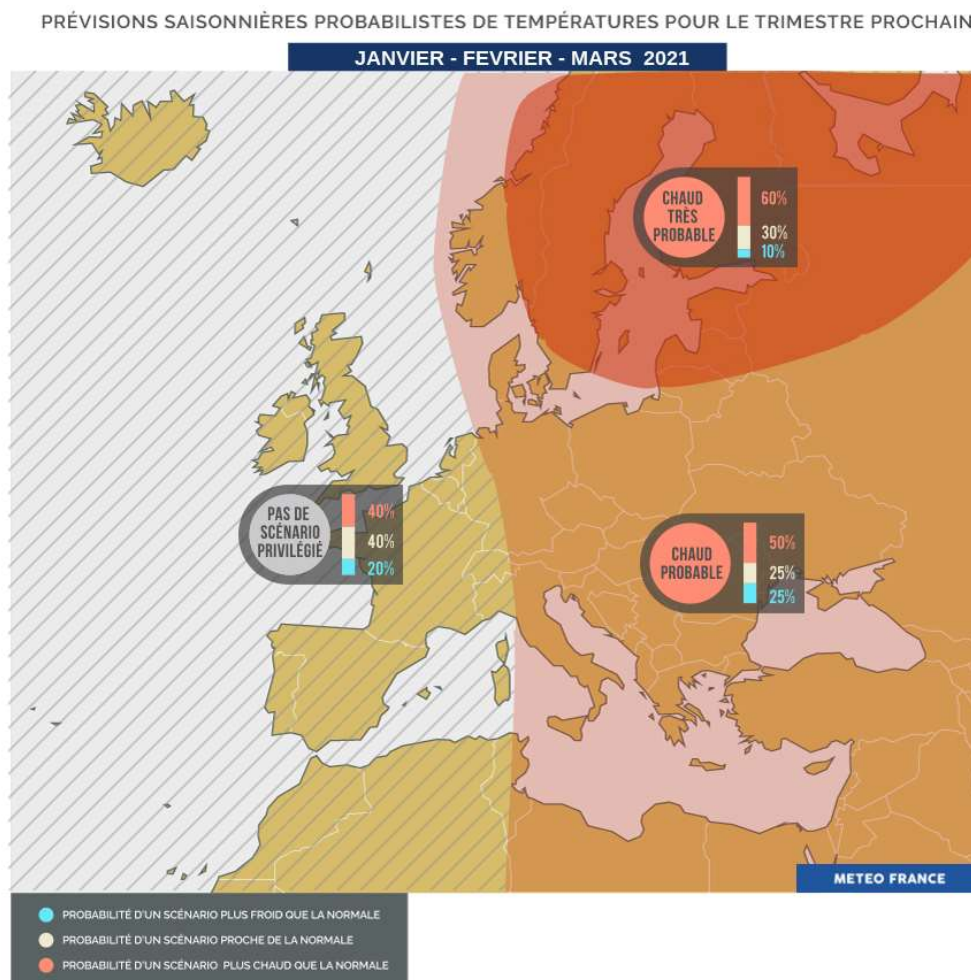 PRÉVISIONS SAISONNIÈRES PROBABILISTES DE TEMPÉRATURES POUR LE TRIMESTRE PROCHAIN
JANVIER - FEVRIER - MARS 2021
CHAUD
TRÈS
PROBABLE
60%
30%
10%
PAS DE
SCÉNARIO
PRIVILÉGIÉ
40%
40%
20%
CHAUD
PROBABLE
50%
25%
25%
METEO FRANCE
PROBABILITÉ D'UN SCÉNARIO PLUS FROID QUE LA NORMALE
PROBABILITÉ D'UN SCÉNARIO PROCHE DE LA NORMALE
PROBABILITÉ D'UN SCÉNARIO PLUS CHAUD QUE LA NORMALE